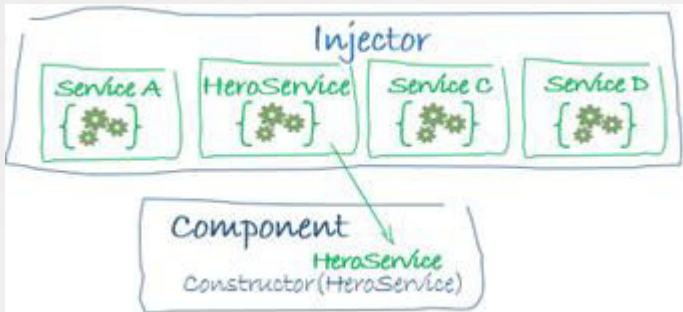 Injector
Service A HeroService Service C Service D
Component
HeroService
Constructor(HeroService)